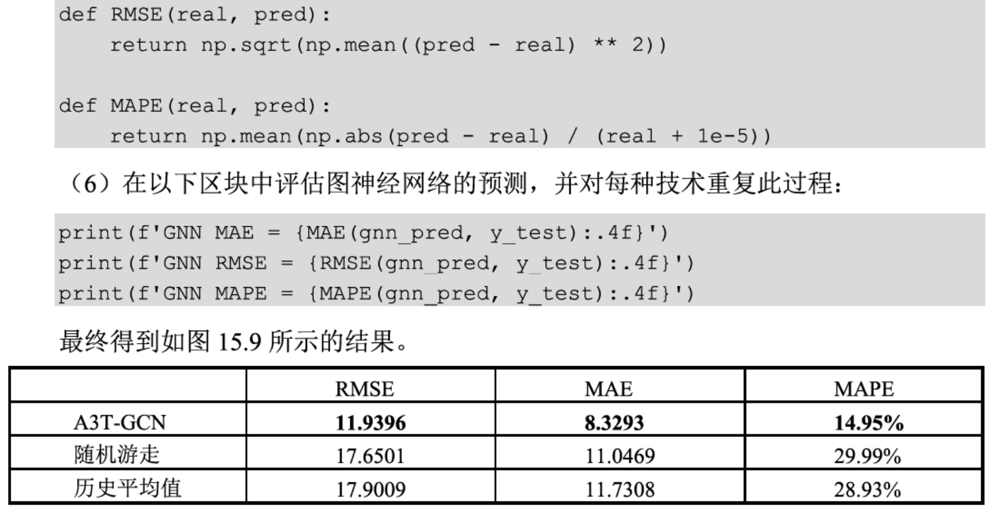 def RMSE(real, pred):
    return np.sqrt(np.mean((pred - real) ** 2))
def MAPE(real, pred):
    return np.mean(np.abs(pred - real) / (real + 1e-5))
（6）在以下区块中评估图神经网络的预测，并对每种技术重复此过程：
print(f'GNN MAE = {MAE(gnn_pred, y_test):.4f}')
print(f'GNN RMSE = {RMSE(gnn_pred, y_test):.4f}')
print(f'GNN MAPE = {MAPE(gnn_pred, y_test):.4f}')
最终得到如图 15.9 所示的结果。
RMSE MAE MAPE
A3T-GCN 11.9396 8.3293 14.95%
随机游走 17.6501 11.0469 29.99%
历史平均值 17.9009 11.7308 28.93%